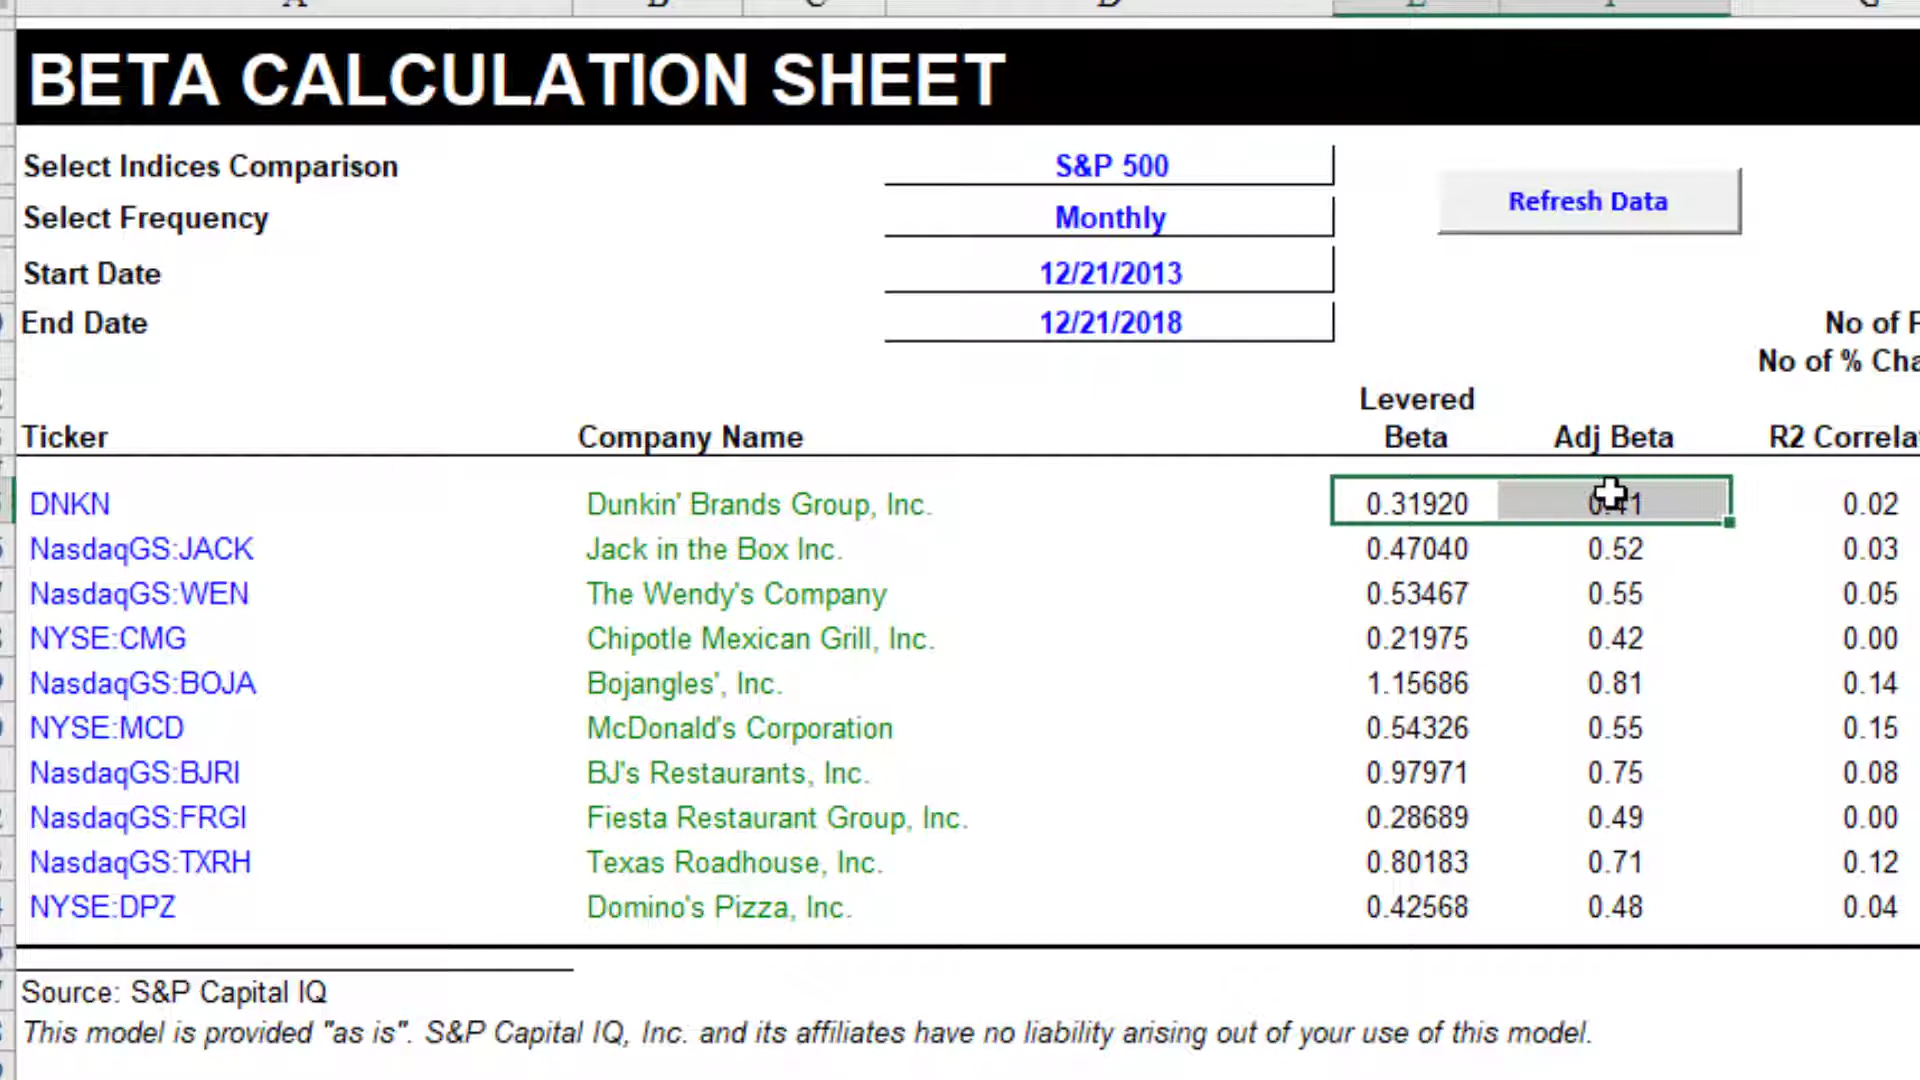 BETA CALCULATION SHEET
Select Indices Comparison S&P 500
Refresh Data
Select Frequency Monthly
Start Date 12/21/2013
End Date 12/21/2018
No of
No of %
Levered
Ticker Company Name Beta Adj Beta R2
DNKN Dunkin' Brands Group, Inc. 0.31920 0.41 0.02
NasdaqGS:JACK Jack in the Box Inc. 0.47040 0.52 0.03
NasdaqGS:WEN The Wendy's Company 0.53467 0.55 0.05
NYSE:CMG Chipotle Mexican Grill, Inc. 0.21975 0.42 0.00
NasdaqGS:BOJA Bojangles', Inc. 1.15686 0.81 0.14
NYSE:MCD McDonald's Corporation 0.54326 0.55 0.15
NasdaqGS:BJRI BJ's Restaurants, Inc. 0.97971 0.75 0.08
NasdaqGS:FRGI Fiesta Restaurant Group, Inc. 0.28689 0.49 0.00
NasdaqGS:TXRH Texas Roadhouse, Inc. 0.80183 0.71 0.12
NYSE:DPZ Domino's Pizza, Inc. 0.42568 0.48 0.04
Source: S&P Capital IQ
This model is provided "as is". S&P Capital IQ, Inc. and its affiliates have no liability arising out of your use of this model.